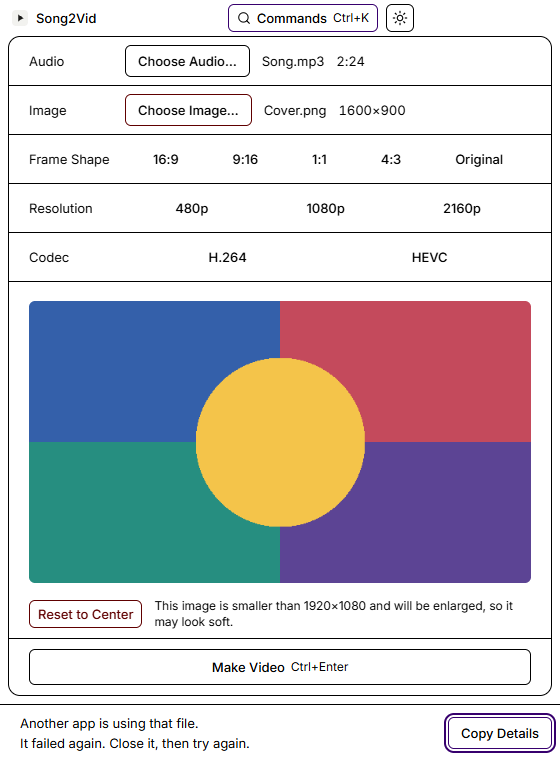 Song2Vid
Commands Ctrl+K
Audio Choose Audio... Song.mp3 2:24
Image Choose Image... Cover.png 1600×900
Frame Shape 16:9 9:16 1:1 4:3 Original
Resolution 480p 1080p 2160p
Codec H.264 HEVC
Reset to Center
This image is smaller than 1920×1080 and will be enlarged, so it
may look soft.
Make Video Ctrl+Enter
Another app is using that file.
It failed again. Close it, then try again.
Copy Details